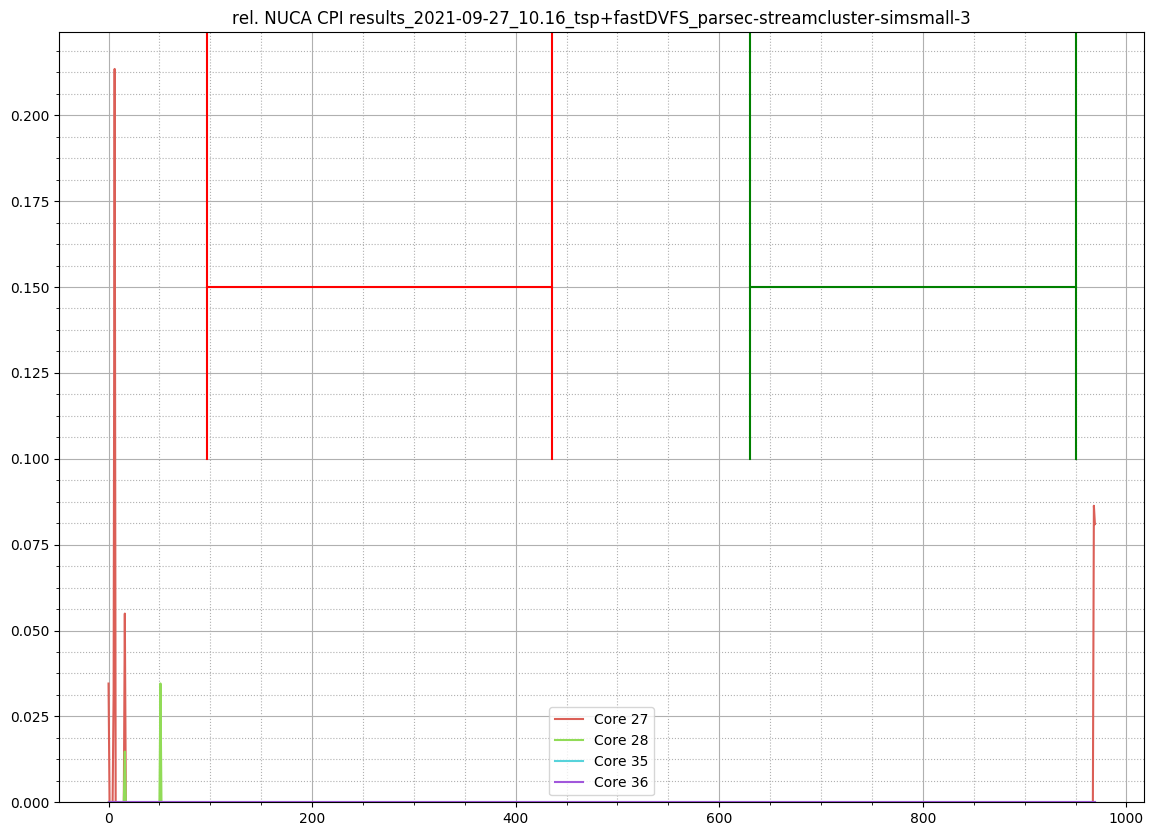 rel. NUCA CPI results_2021-09-27_10.16_tsp+fastDVFS_parsec-streamcluster-simsmall-3
0.200
0.175
0.150
0.125
0.100
0.075
0.050
0.025
0.000
Core 27
Core 28
Core 35
Core 36
0 200 400 600 800 1000